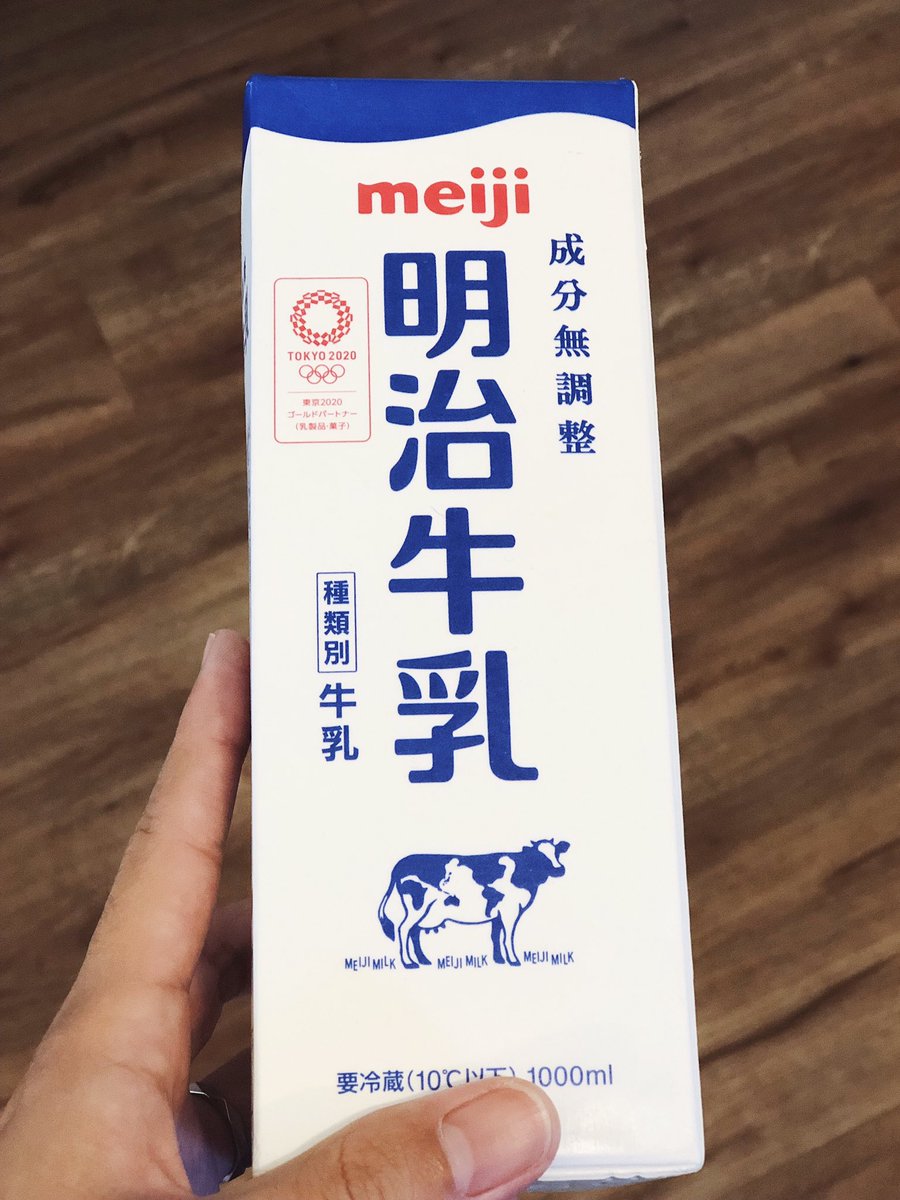 meiji
明治牛乳
成分無調整
TOKYO 2020
東京2020
ゴールドパートナー
(乳製品・菓子)
種類別
牛乳
MEIJI MILK MEIJI MILK MEIJI MILK
要冷蔵(10℃以下) 1000ml